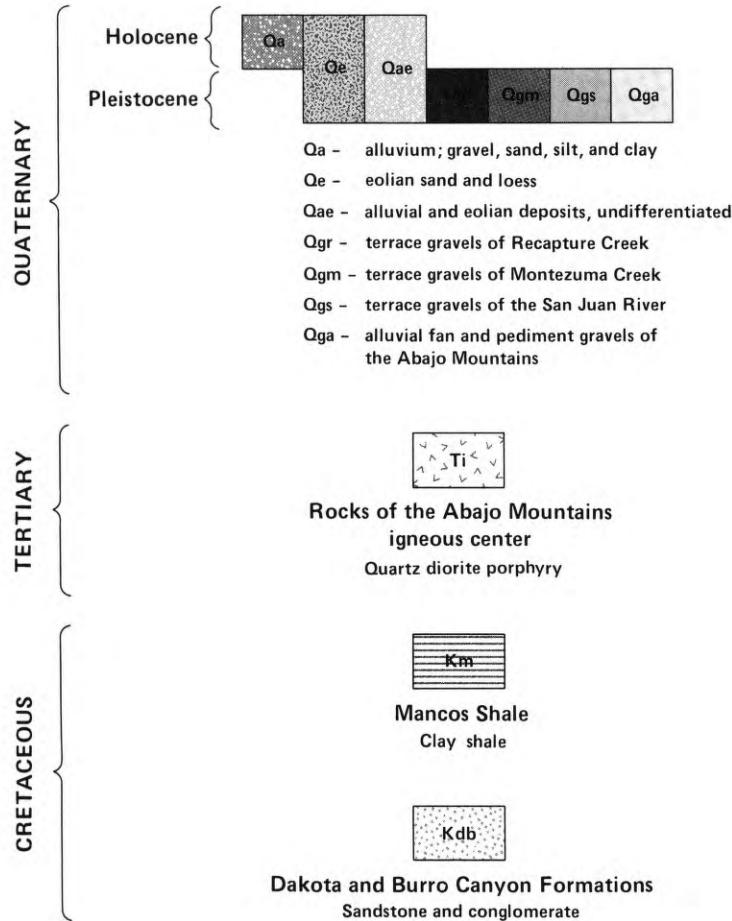 Holocene
Qa
Qe
Qae
Pleistocene
Qgm
Qgs
Qga
QUATERNARY
Qa – alluvium; gravel, sand, silt, and clay
Qe – eolian sand and loess
Qae – alluvial and eolian deposits, undifferentiated
Qgr – terrace gravels of Recapture Creek
Qgm – terrace gravels of Montezuma Creek
Qgs – terrace gravels of the San Juan River
Qga – alluvial fan and pediment gravels of
the Abajo Mountains
TERTIARY
Ti
Rocks of the Abajo Mountains
igneous center
Quartz diorite porphyry
CRETACEOUS
Km
Mancos Shale
Clay shale
Kdb
Dakota and Burro Canyon Formations
Sandstone and conglomerate